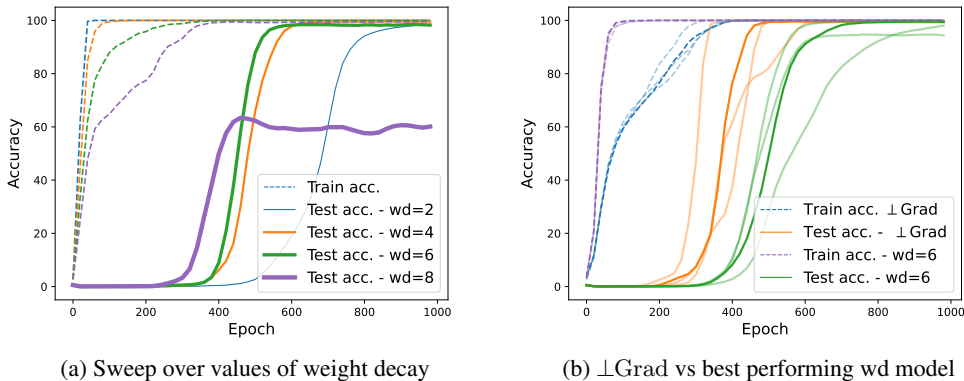 100
80
60
40
20
0
Accuracy
0
200
400
600
800
1000
Epoch
Train acc.
Test acc. - wd=2
Test acc. - wd=4
Test acc. - wd=6
Test acc. - wd=8
(a) Sweep over values of weight decay
100
80
60
40
20
0
Accuracy
0
200
400
600
800
1000
Epoch
Train acc. ⊥Grad
Test acc. - ⊥Grad
Train acc. - wd=6
Test acc. - wd=6
(b) ⊥Grad vs best performing wd model